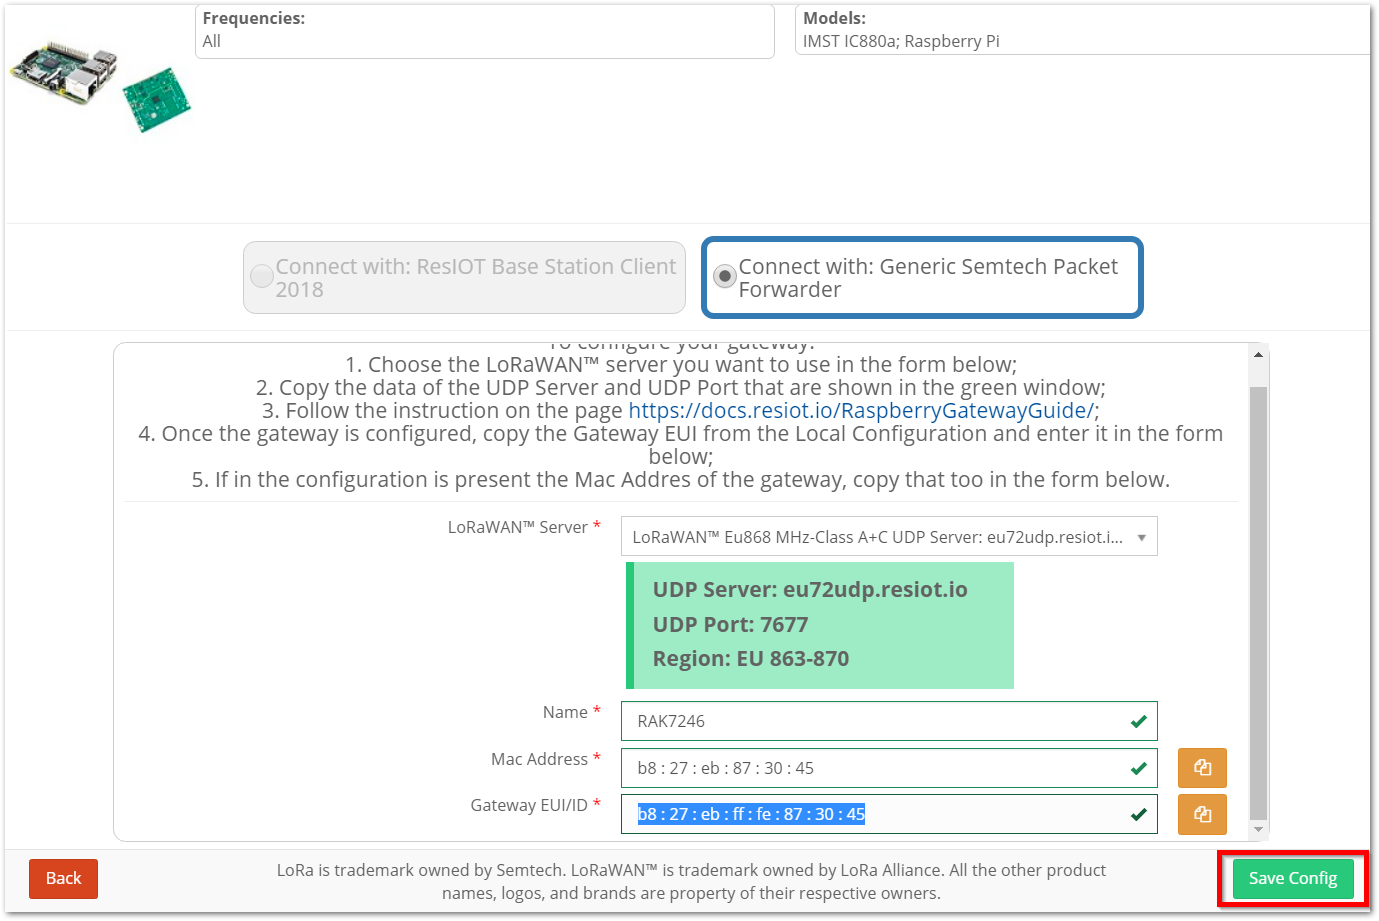 Frequencies:
All
Models:
IMST IC880a; Raspberry Pi
Connect with: ResIOT Base Station Client
2018
Connect with: Generic Semtech Packet
Forwarder
To configure your gateway:
1. Choose the LoRaWAN™ server you want to use in the form below;
2. Copy the data of the UDP Server and UDP Port that are shown in the green window;
3. Follow the instruction on the page https://docs.resiot.io/RaspberryGatewayGuide/;
4. Once the gateway is configured, copy the Gateway EUI from the Local Configuration and enter it in the form
below;
5. If in the configuration is present the Mac Addres of the gateway, copy that too in the form below.
LoRaWAN™ Server *
LoRaWAN™ Eu868 MHz-Class A+C UDP Server: eu72udp.resiot.i...
UDP Server: eu72udp.resiot.io
UDP Port: 7677
Region: EU 863-870
Name *
RAK7246
Mac Address *
b8 : 27 : eb : 87 : 30 : 45
Gateway EUI/ID *
b8 : 27 : eb : ff : fe : 87 : 30 : 45
Back
LoRa is trademark owned by Semtech. LoRaWAN™ is trademark owned by LoRa Alliance. All the other product
names, logos, and brands are property of their respective owners.
Save Config